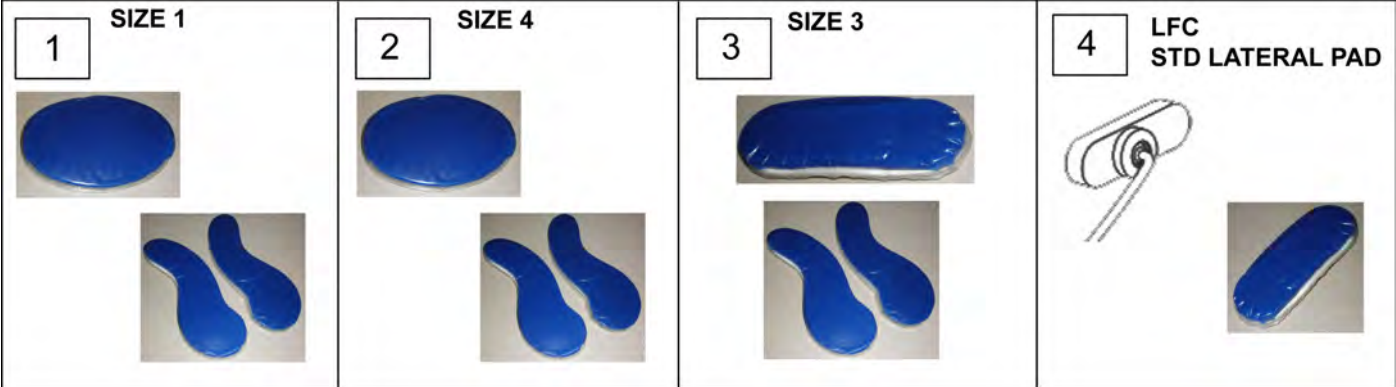 1
SIZE 1
2
SIZE 4
3
SIZE 3
4
LFC
STD LATERAL PAD